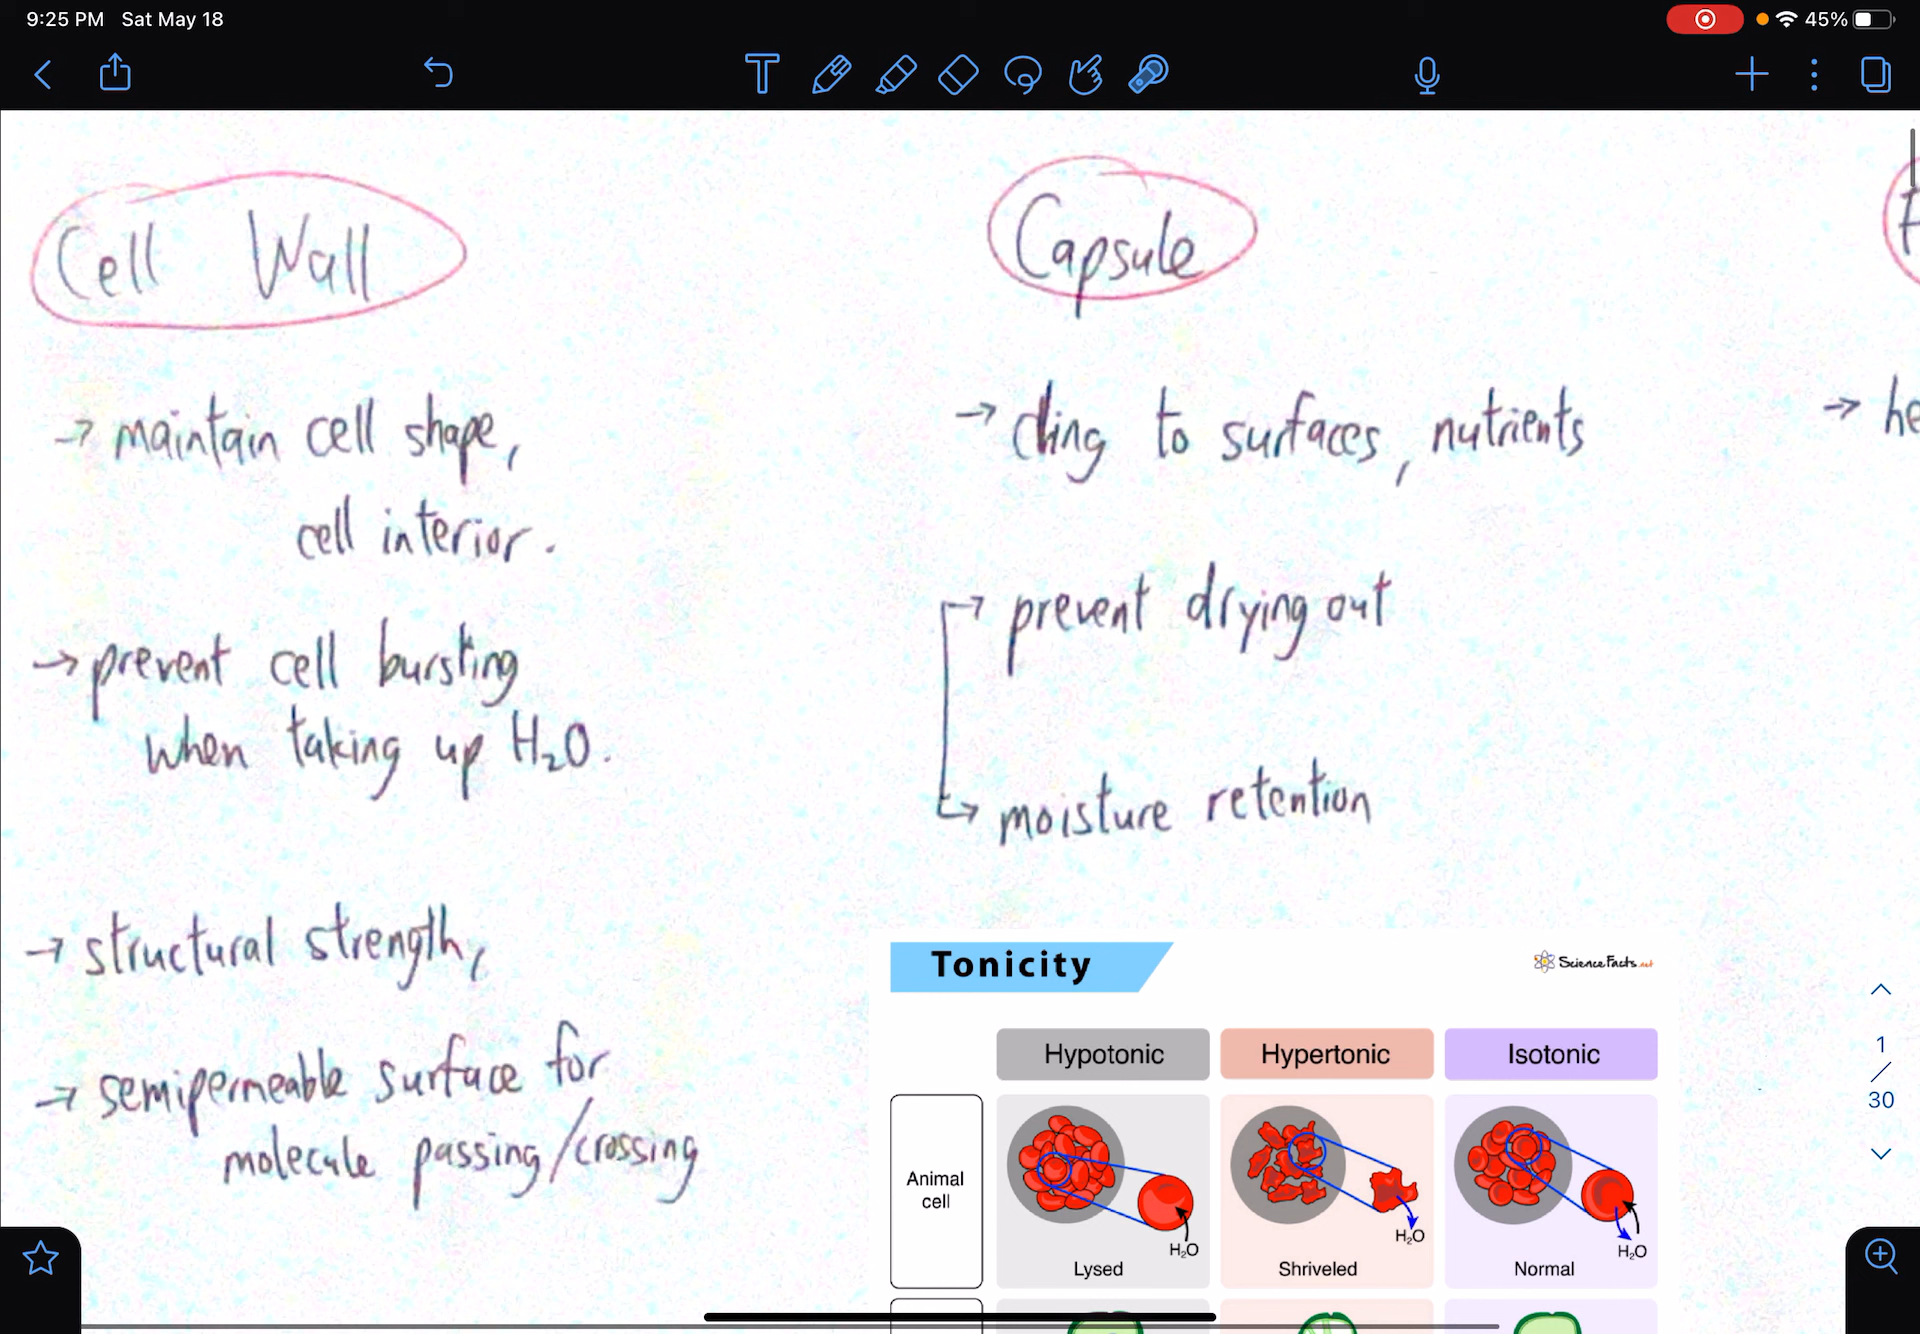 9:25 PM Sat May 18
45%
Cell Wall
→ maintain cell shape,
cell interior.
→ prevent cell bursting
when taking up H₂O.
→ structural strength,
→ semipermeable surface for
molecule passing/crossing
Capsule
→ cling to surfaces, nutrients
→ prevent drying out
→ moisture retention
→ he
Tonicity
ScienceFacts.net
Hypotonic Hypertonic Isotonic
Animal
cell
H₂O
H₂O
H₂O
Lysed Shriveled Normal
1
/
30